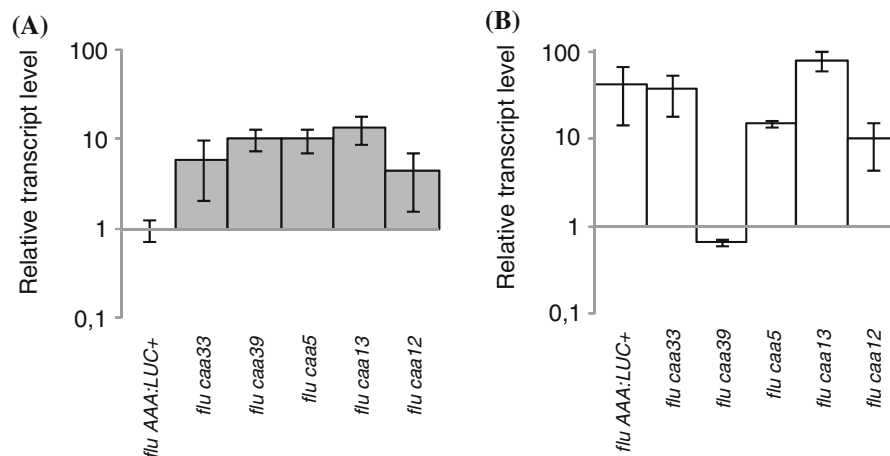 (A)
Relative transcript level
100
10
1
0,1
flu AAA:LUC+
flu caa33
flu caa39
flu caa5
flu caa13
flu caa12
(B)
Relative transcript level
100
10
1
0,1
flu AAA:LUC+
flu caa33
flu caa39
flu caa5
flu caa13
flu caa12